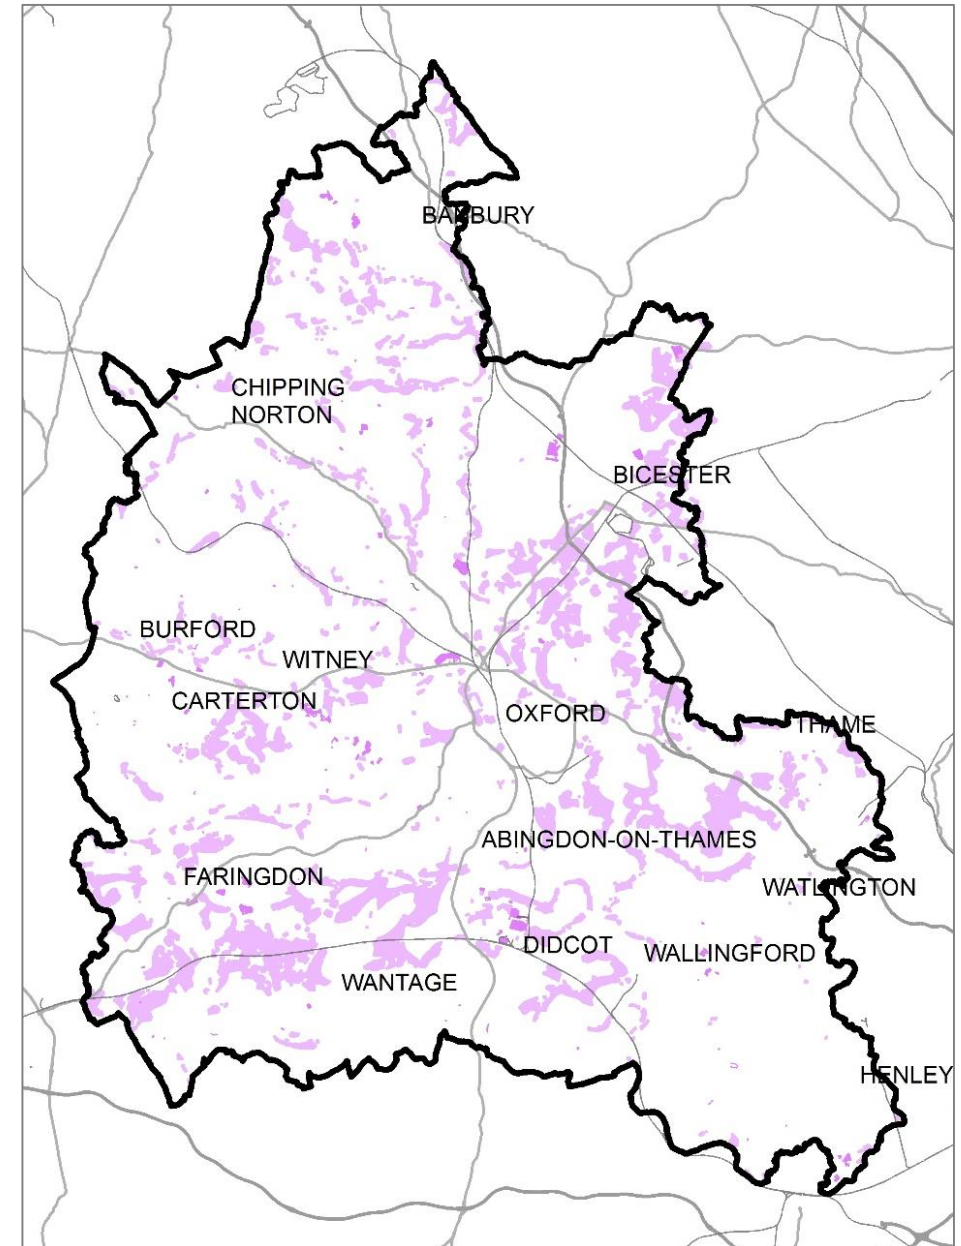 BANBURY
CHIPPING
NORTON
BICESTER
BURFORD
WITNEY
CARTERTON
OXFORD
THAME
ABINGDON-ON-THAMES
FARINGDON
WATLINGTON
DIDCOT
WALLINGFORD
WANTAGE
HENLEY